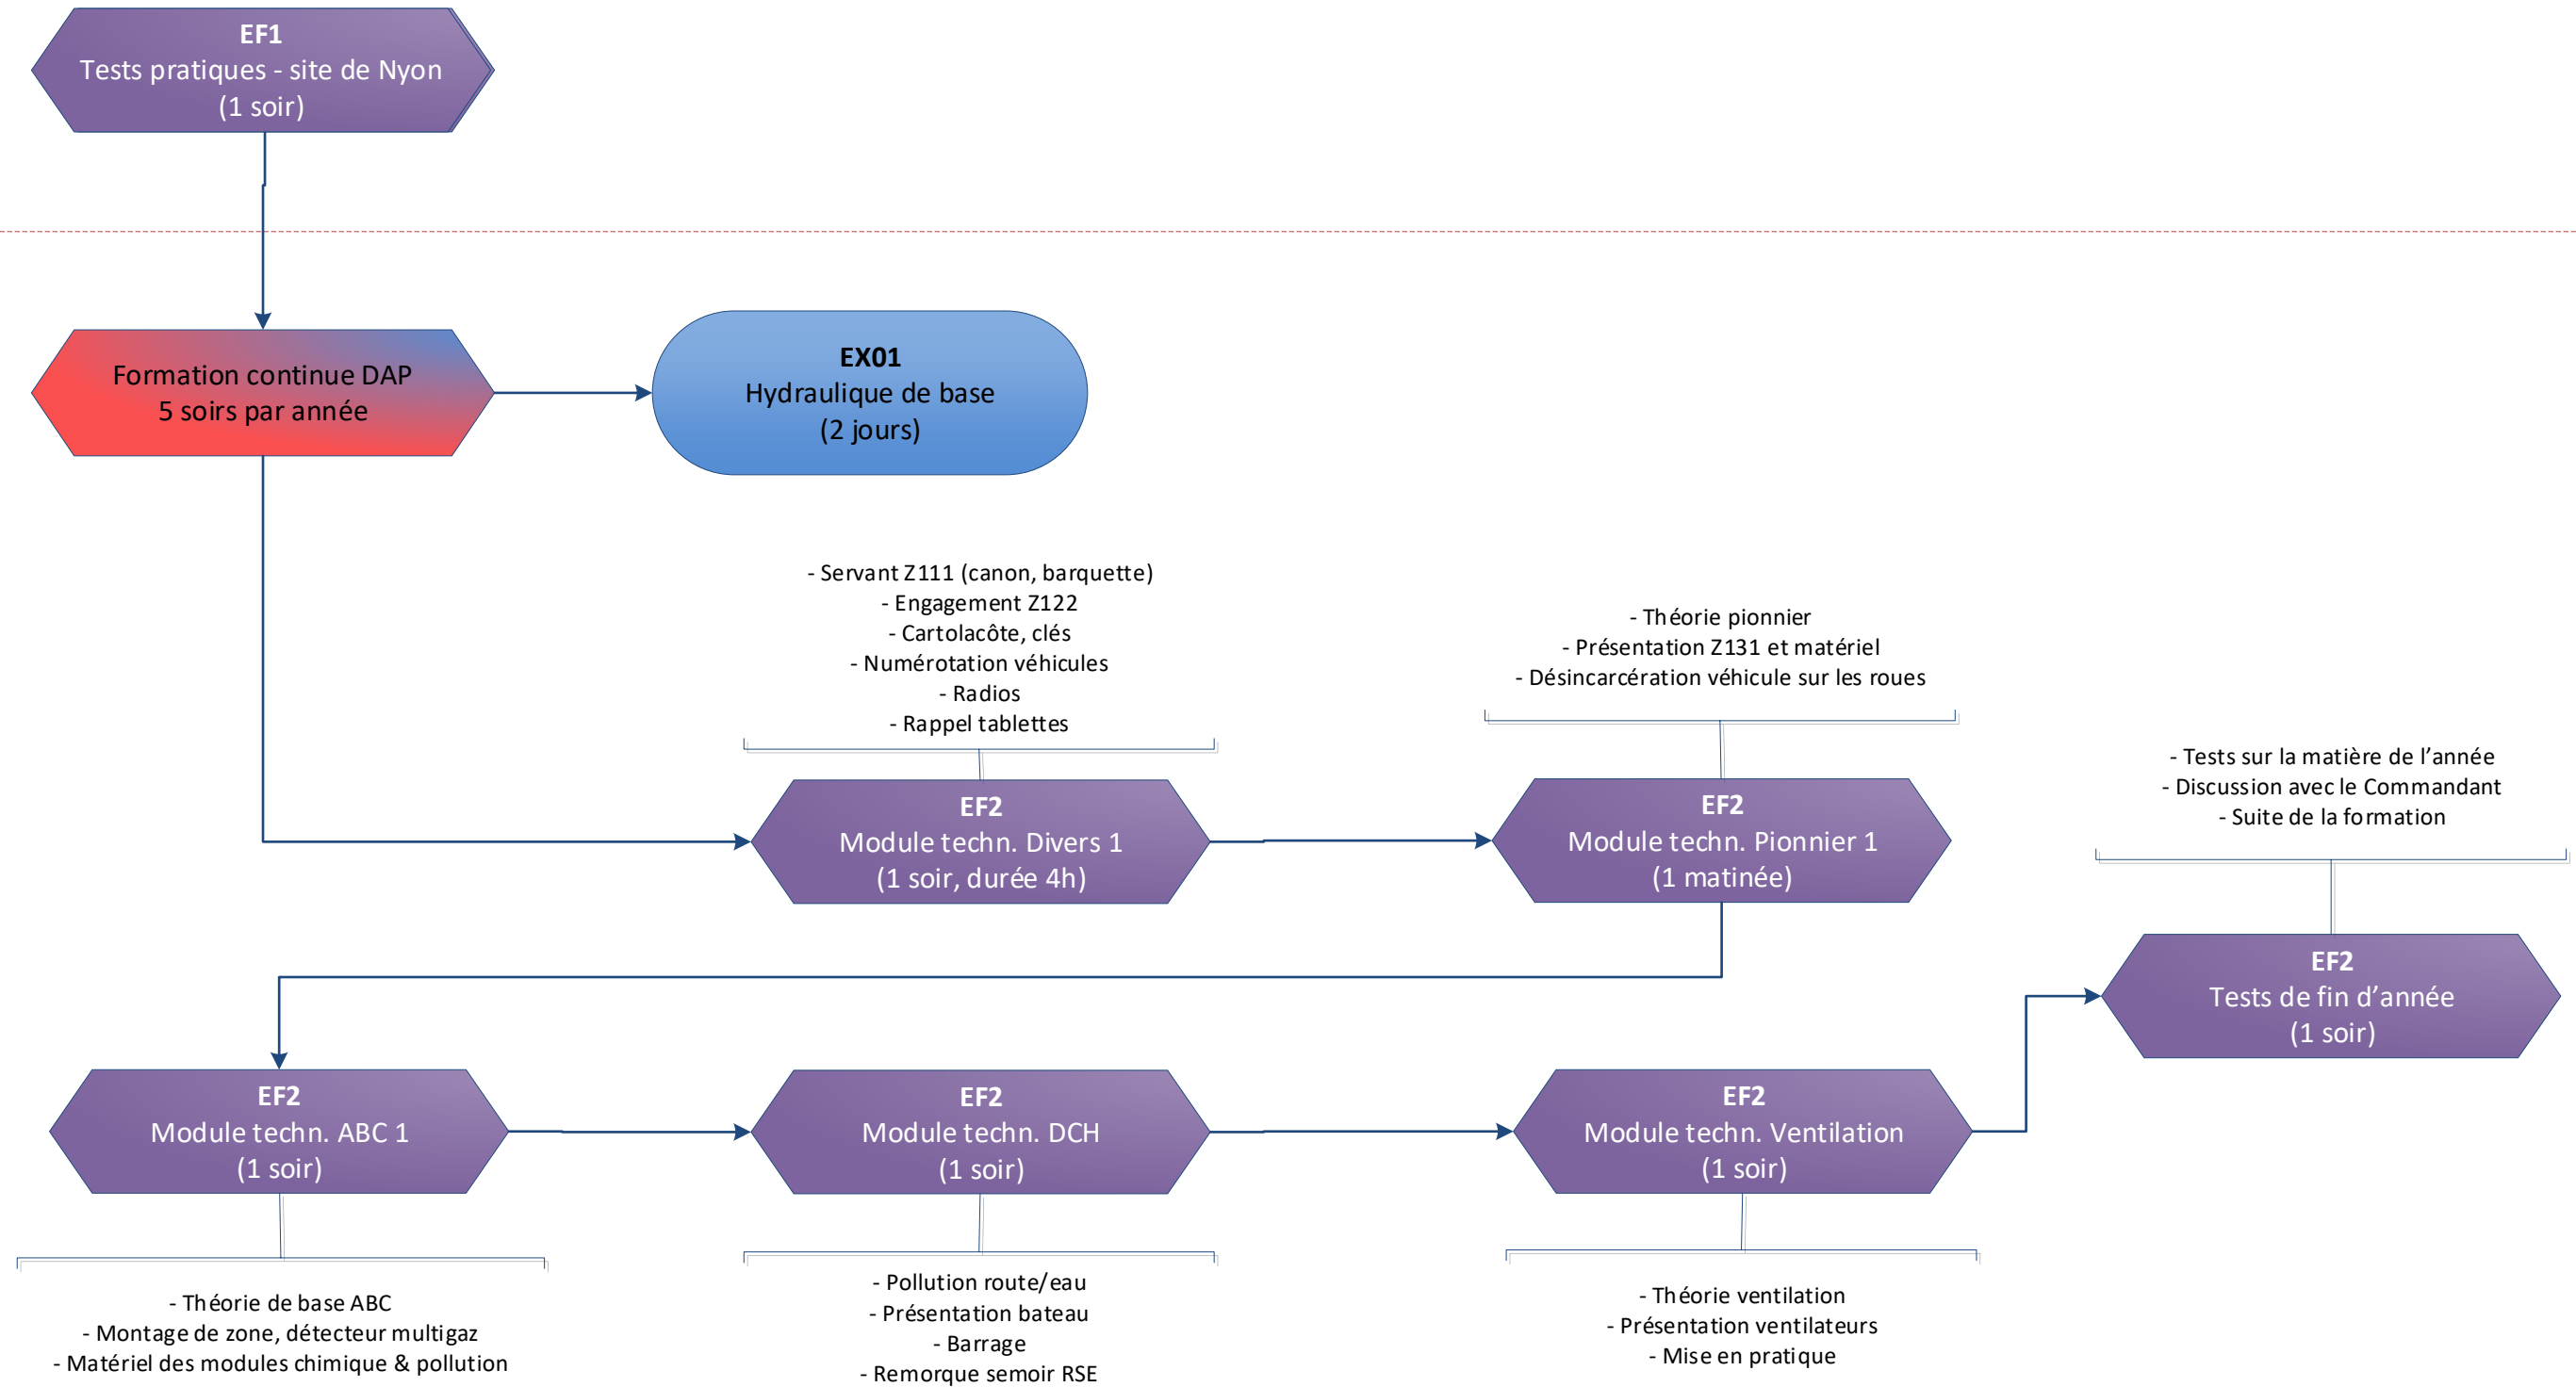 EF1
Tests pratiques - site de Nyon
(1 soir)
Formation continue DAP
5 soirs par année
EX01
Hydraulique de base
(2 jours)
- Servant Z111 (canon, barquette)
- Engagement Z122
- Cartolacôte, clés
- Numérotation véhicules
- Radios
- Rappel tablettes
EF2
Module techn. Divers 1
(1 soir, durée 4h)
- Théorie pionnier
- Présentation Z131 et matériel
- Désincarcération véhicule sur les roues
EF2
Module techn. Pionnier 1
(1 matinée)
- Tests sur la matière de l’année
- Discussion avec le Commandant
- Suite de la formation
EF2
Tests de fin d’année
(1 soir)
EF2
Module techn. ABC 1
(1 soir)
- Théorie de base ABC
- Montage de zone, détecteur multigaz
- Matériel des modules chimique & pollution
EF2
Module techn. DCH
(1 soir)
- Pollution route/eau
- Présentation bateau
- Barrage
- Remorque semoir RSE
EF2
Module techn. Ventilation
(1 soir)
- Théorie ventilation
- Présentation ventilateurs
- Mise en pratique